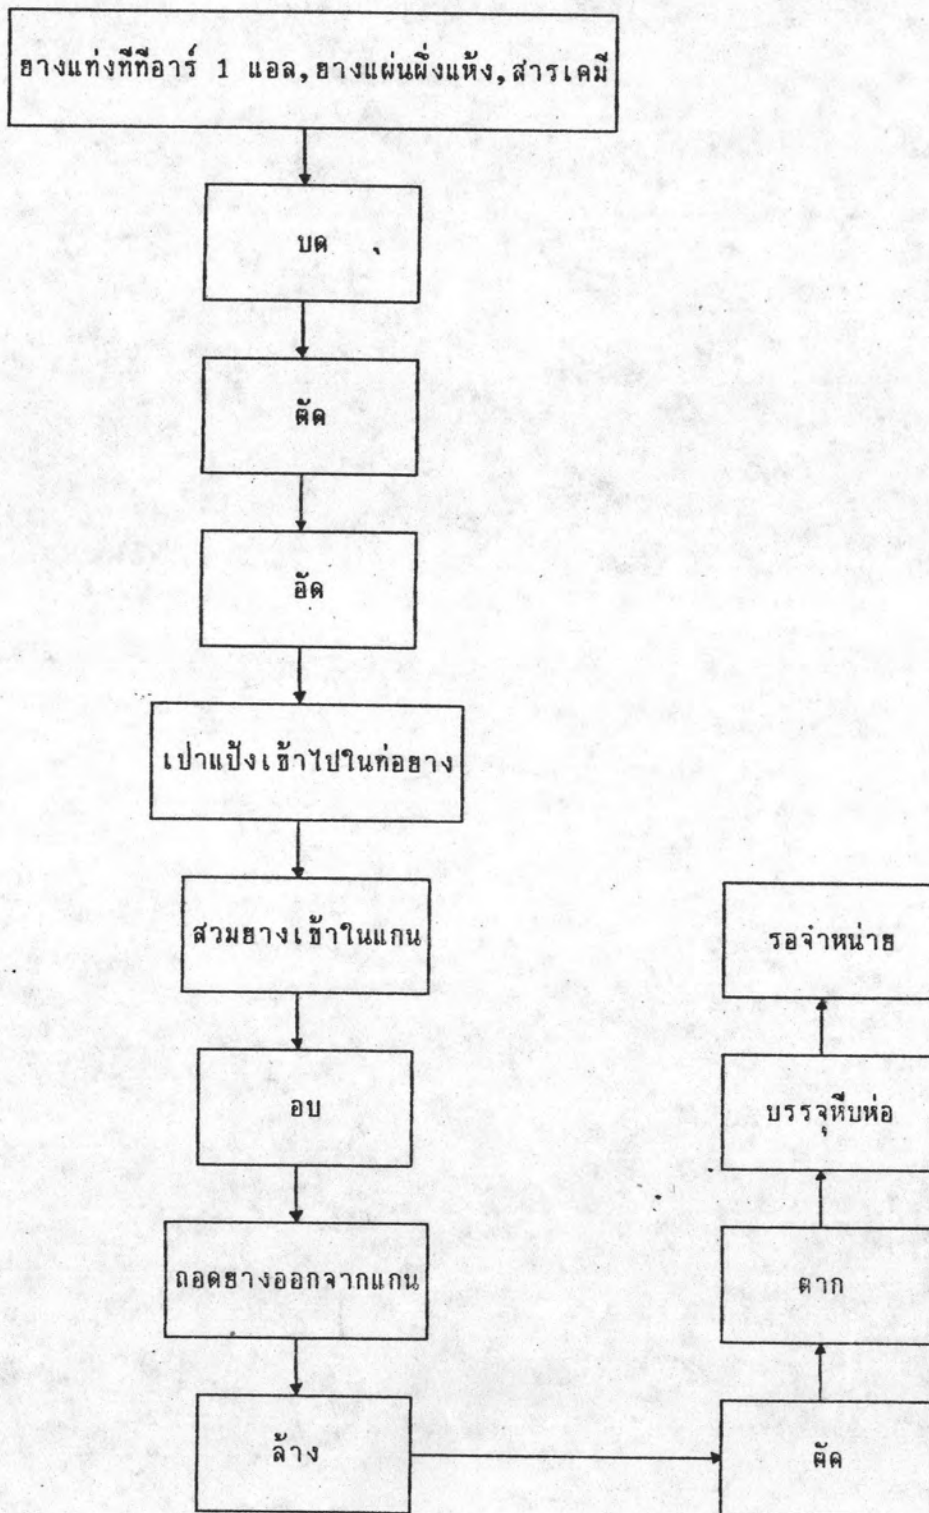 ยางแท่งทีทีอาร์ 1 แอล,ยางแผ่นผึ่งแห้ง,สารเคมี
บด
ตัด
อัด
เป่าแป้งเข้าไปในท่อยาง
สวมยางเข้าในแกน
อบ
ถอดยางออกจากแกน
ล้าง
ตัด
ตาก
บรรจุหีบห่อ
รอจำหน่าย